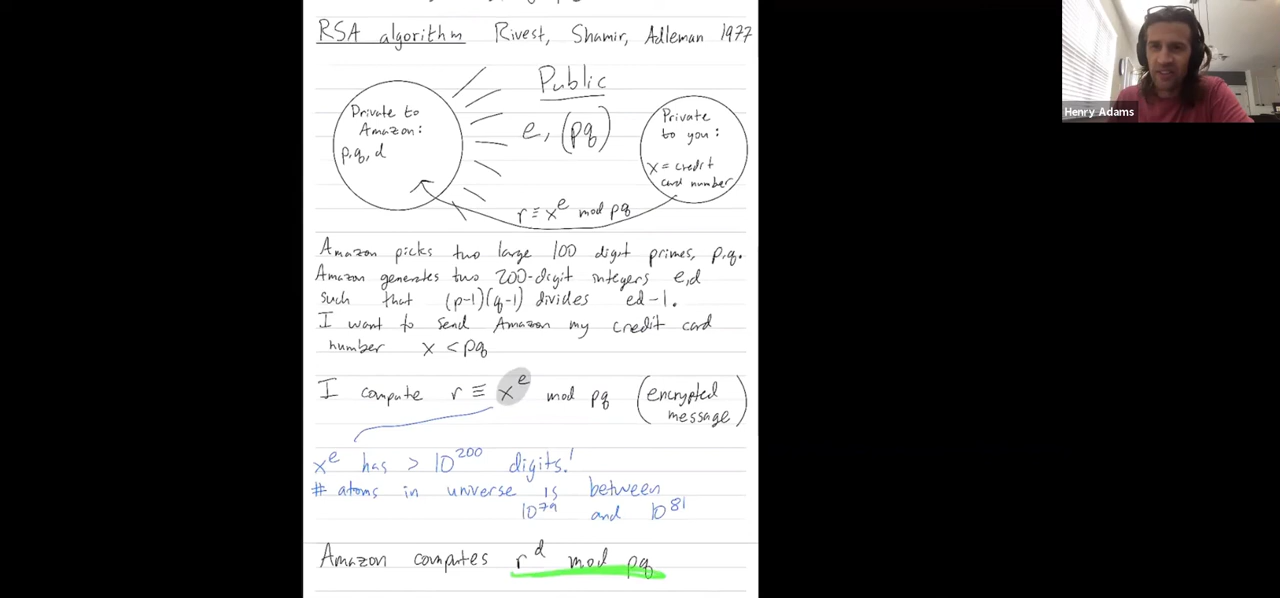 RSA algorithm Rivest, Shamir, Adleman 1977
Public
Private to
Amazon:
p,q,d
e, (pq)
Private
to you:
x = credit
card number
r ≡ x^e mod pq
Amazon picks two large 100 digit primes, p,q.
Amazon generates two 200-digit integers e,d
such that (p-1)(q-1) divides ed-1.
I want to send Amazon my credit card
number x < pq
I compute r ≡ x^e mod pq (encrypted
message)
x^e has > 10^200 digits!
# atoms in universe is between
10^79 and 10^81
Amazon computes r^d mod pq
Henry Adams